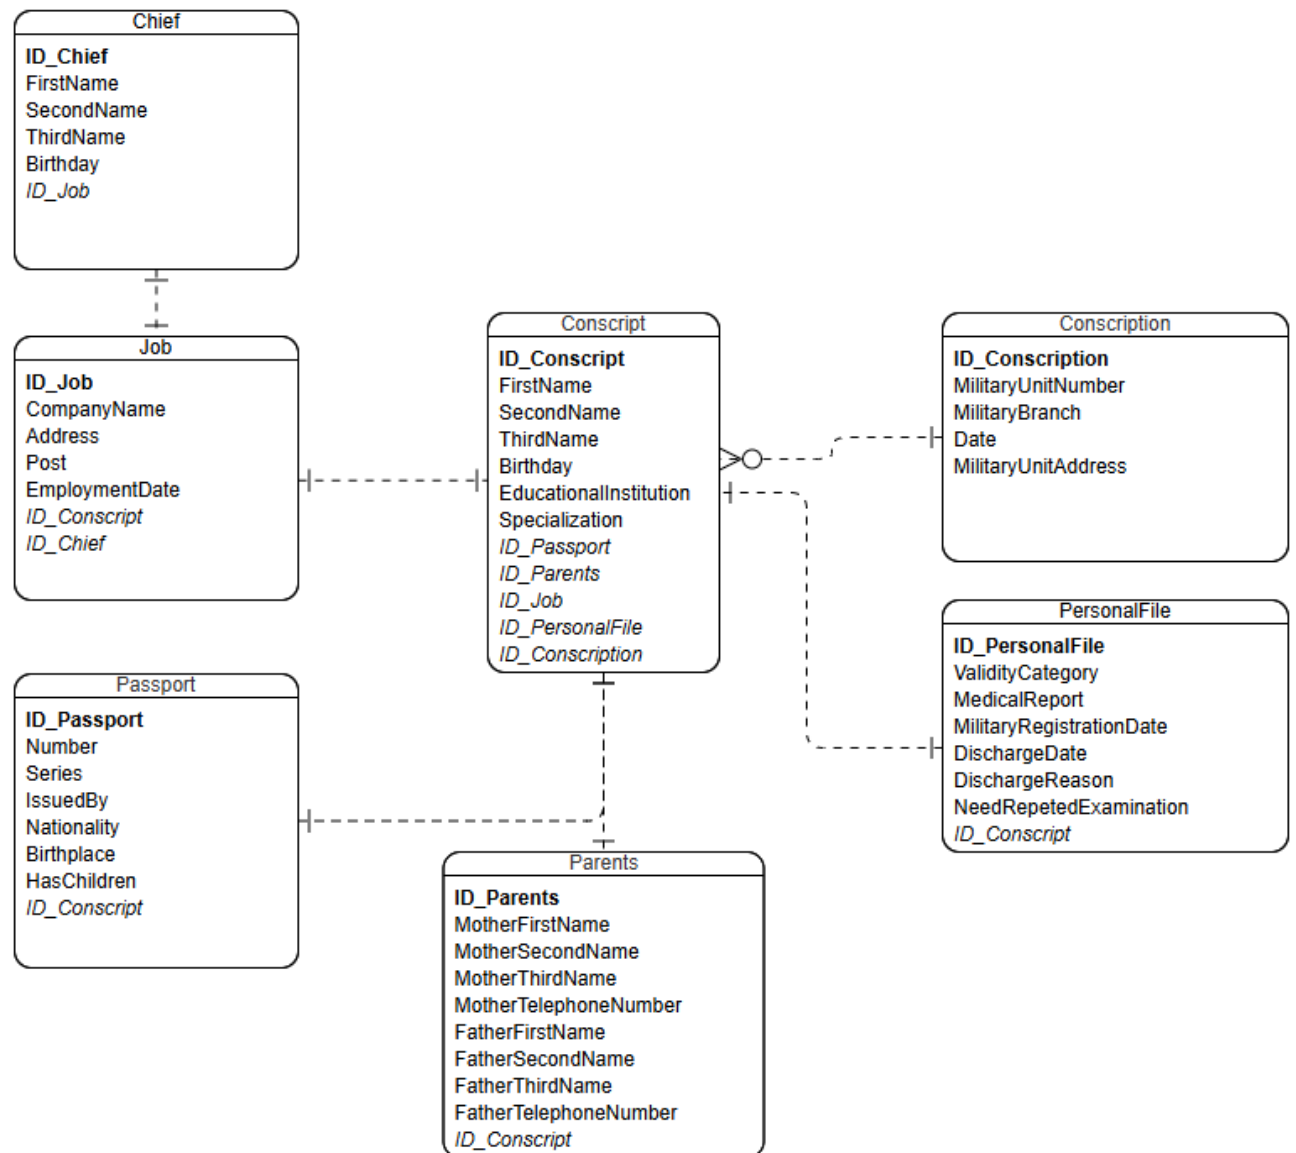 Chief
ID_Chief
FirstName
SecondName
ThirdName
Birthday
ID_Job
Job
ID_Job
CompanyName
Address
Post
EmploymentDate
ID_Conscript
ID_Chief
Conscript
ID_Conscript
FirstName
SecondName
ThirdName
Birthday
EducationalInstitution
Specialization
ID_Passport
ID_Parents
ID_Job
ID_PersonalFile
ID_Conscription
Conscription
ID_Conscription
MilitaryUnitNumber
MilitaryBranch
Date
MilitaryUnitAddress
PersonalFile
ID_PersonalFile
ValidityCategory
MedicalReport
MilitaryRegistrationDate
DischargeDate
DischargeReason
NeedRepetedExamination
ID_Conscript
Passport
ID_Passport
Number
Series
IssuedBy
Nationality
Birthplace
HasChildren
ID_Conscript
Parents
ID_Parents
MotherFirstName
MotherSecondName
MotherThirdName
MotherTelephoneNumber
FatherFirstName
FatherSecondName
FatherThirdName
FatherTelephoneNumber
ID_Conscript